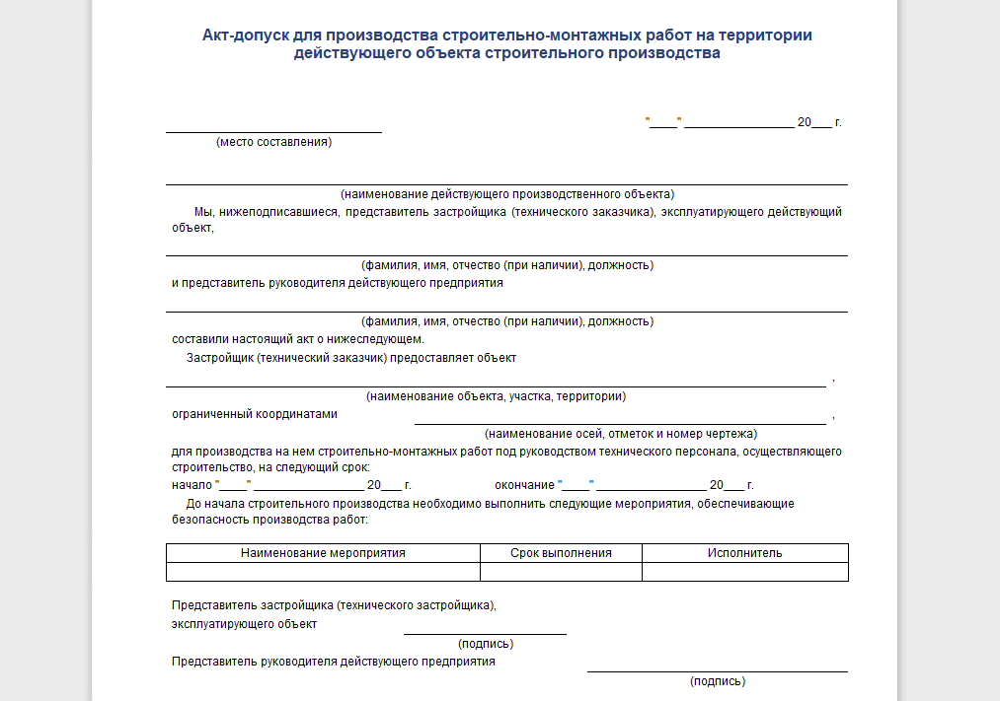 Акт-допуск для производства строительно-монтажных работ на территории
действующего объекта строительного производства
"____" ________________ 20___ г.
(место составления)
(наименование действующего производственного объекта)
Мы, нижеподписавшиеся, представитель застройщика (технического заказчика), эксплуатирующего действующий
объект,
(фамилия, имя, отчество (при наличии), должность)
и представитель руководителя действующего предприятия
(фамилия, имя, отчество (при наличии), должность)
составили настоящий акт о нижеследующем.
Застройщик (технический заказчик) предоставляет объект
,
(наименование объекта, участка, территории)
ограниченный координатами ,
(наименование осей, отметок и номер чертежа)
для производства на нем строительно-монтажных работ под руководством технического персонала, осуществляющего
строительство, на следующий срок:
начало "____" ________________ 20___ г. окончание "____" ________________ 20___ г.
До начала строительного производства необходимо выполнить следующие мероприятия, обеспечивающие
безопасность производства работ:
Наименование мероприятия Срок выполнения Исполнитель
Представитель застройщика (технического застройщика),
эксплуатирующего объект
(подпись)
Представитель руководителя действующего предприятия
(подпись)